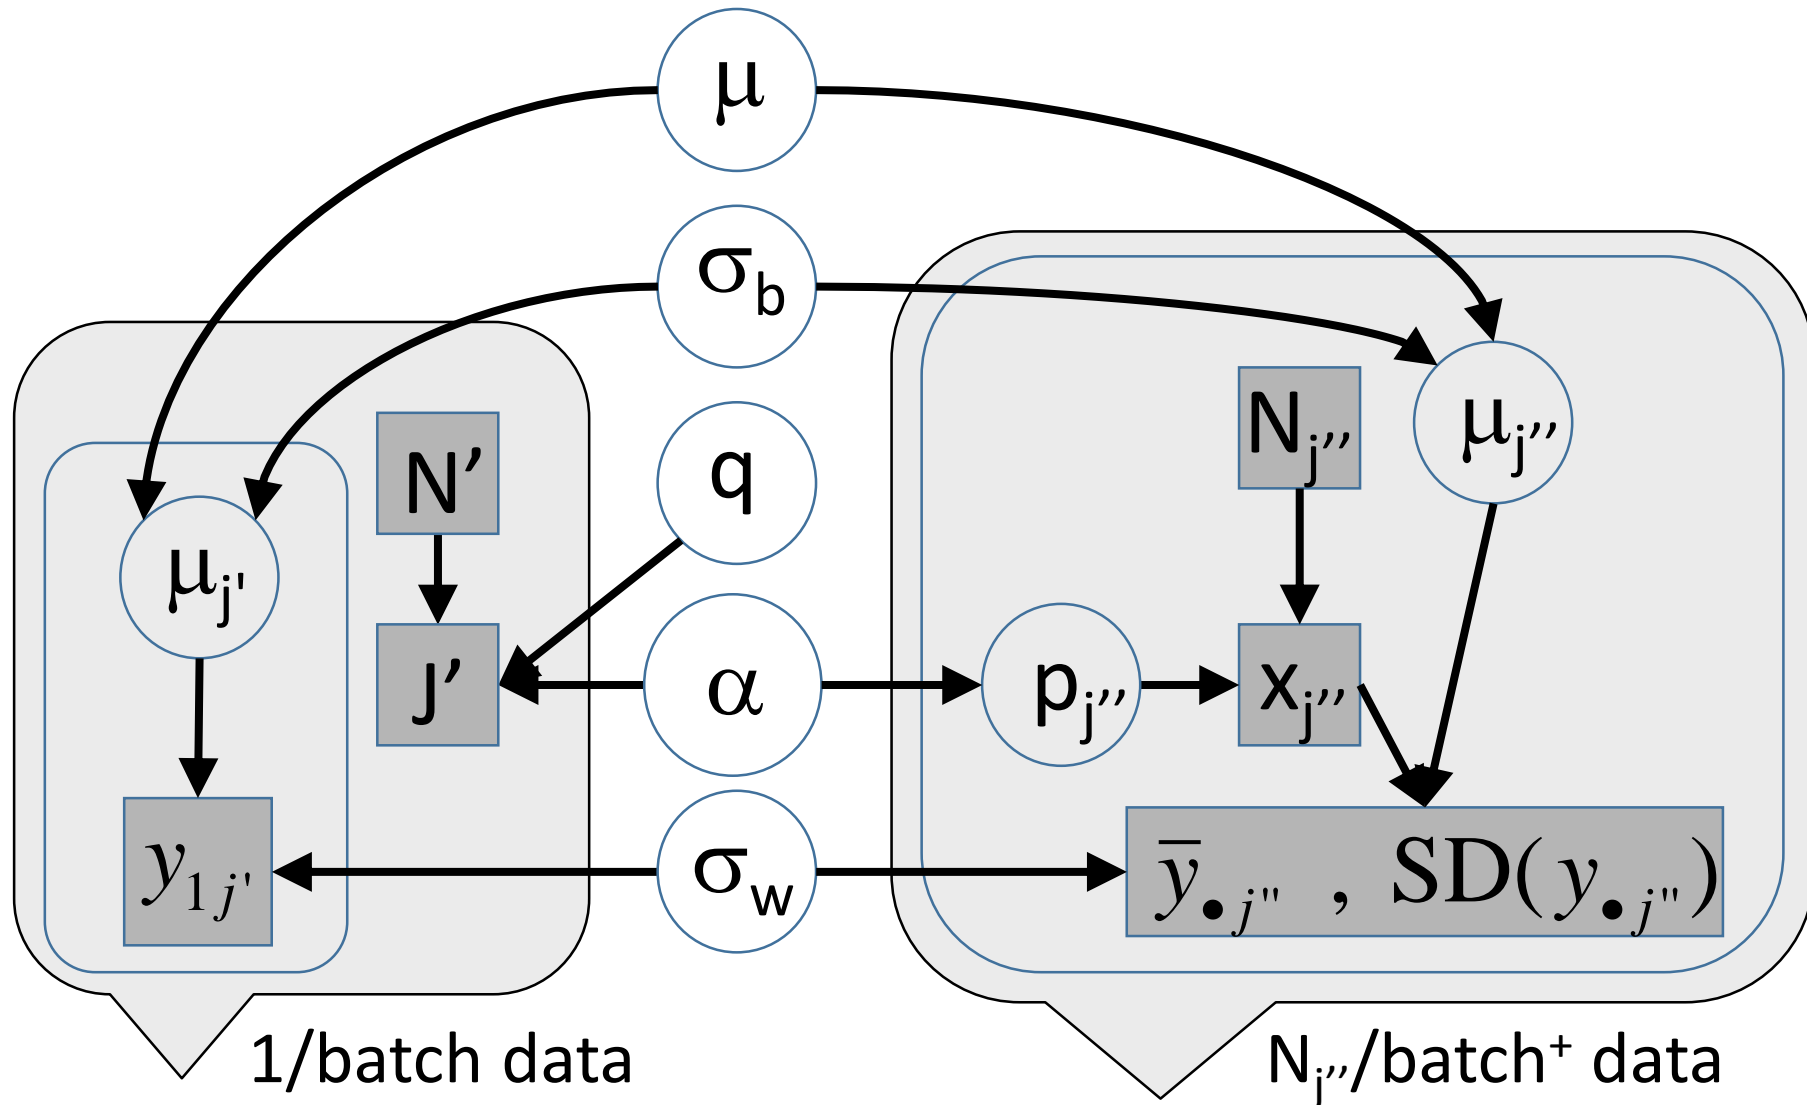 μ
σb
N'
q
Nj''
μj''
μj'
J'
α
pj''
xj''
y1j'
σw
ȳ•j'' , SD(y•j'')
1/batch data
Nj''/batch⁺ data